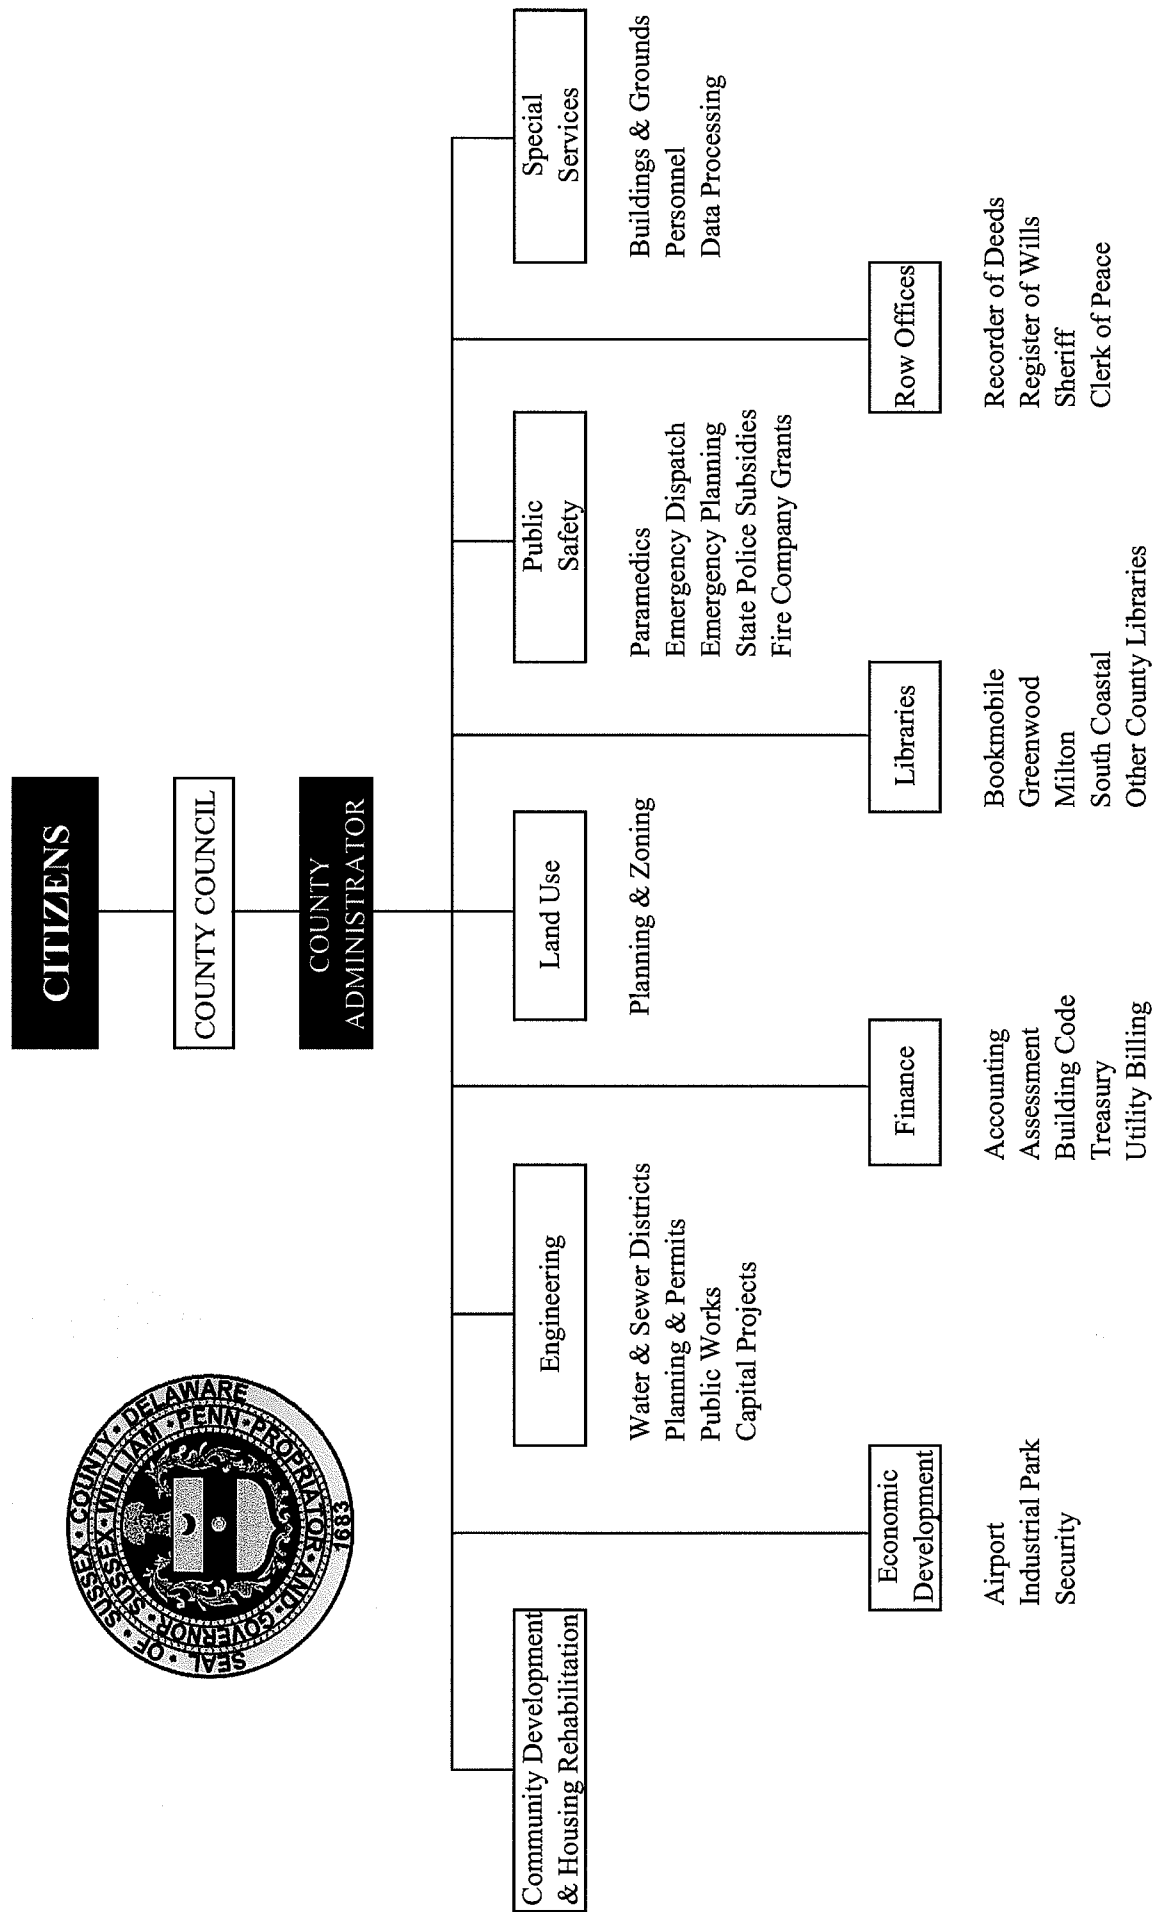 SEAL · OF · SUSSEX · COUNTY · DELAWARE
SUSSEX · WILLIAM · PENN · PROPRIATOR · AND · GOVERNOR
1683
CITIZENS
COUNTY COUNCIL
COUNTY
ADMINISTRATOR
Community Development
& Housing Rehabilitation
Engineering
Water & Sewer Districts
Planning & Permits
Public Works
Capital Projects
Land Use
Planning & Zoning
Public
Safety
Paramedics
Emergency Dispatch
Emergency Planning
State Police Subsidies
Fire Company Grants
Special
Services
Buildings & Grounds
Personnel
Data Processing
Economic
Development
Airport
Industrial Park
Security
Finance
Accounting
Assessment
Building Code
Treasury
Utility Billing
Libraries
Bookmobile
Greenwood
Milton
South Coastal
Other County Libraries
Row Offices
Recorder of Deeds
Register of Wills
Sheriff
Clerk of Peace